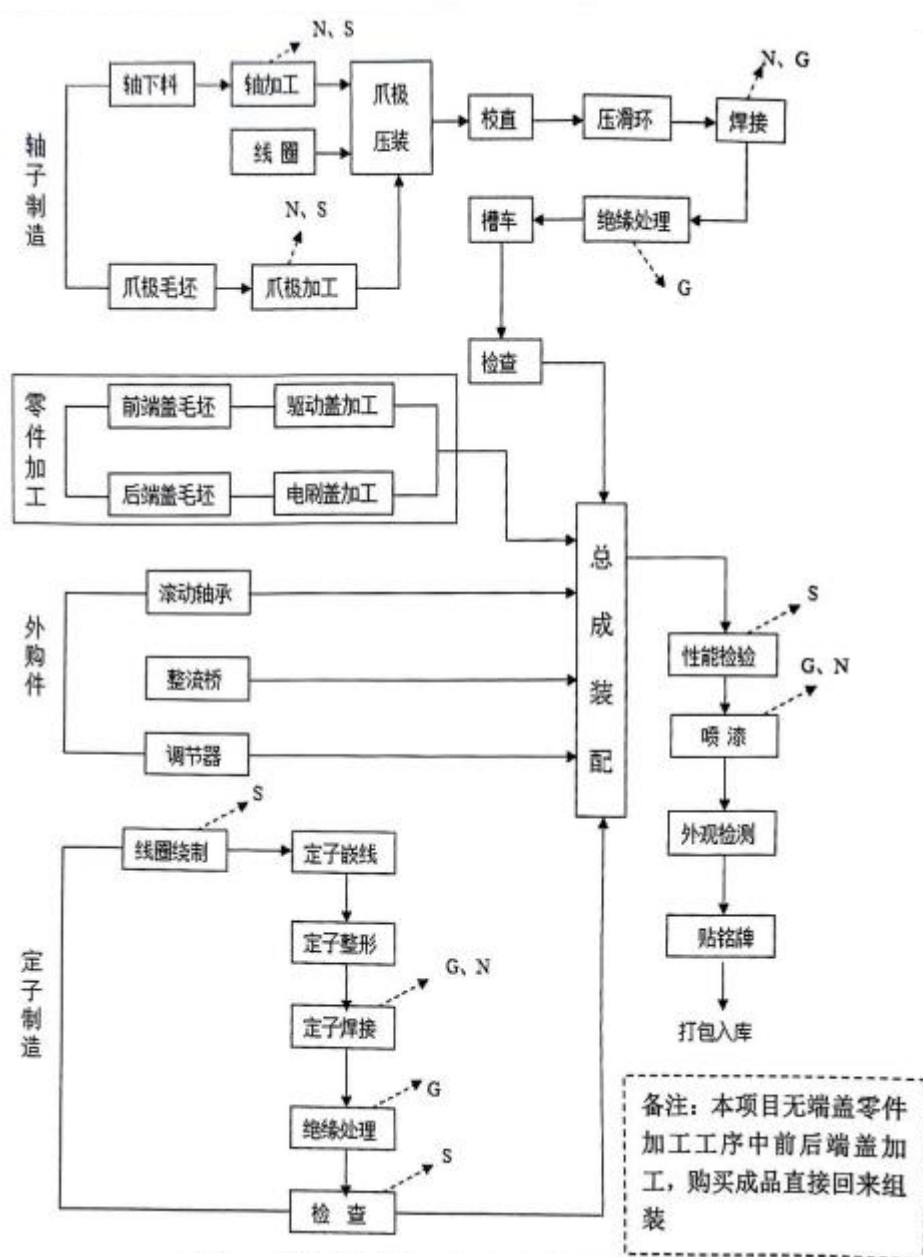 N、S
轴下料
轴加工
爪极
压装
线圈
校直
压滑环
焊接
N、G
轴子制造
N、S
爪极毛坯
爪极加工
槽车
绝缘处理
G
检查
零件加工
前端盖毛坯
驱动盖加工
后端盖毛坯
电刷盖加工
总成装配
外购件
滚动轴承
整流桥
调节器
S
性能检验
G、N
喷漆
外观检测
贴铭牌
打包入库
定子制造
S
线圈绕制
定子嵌线
定子整形
G、N
定子焊接
G
绝缘处理
S
检查
备注：本项目无端盖零件
加工工序中前后端盖加
工，购买成品直接回来组
装